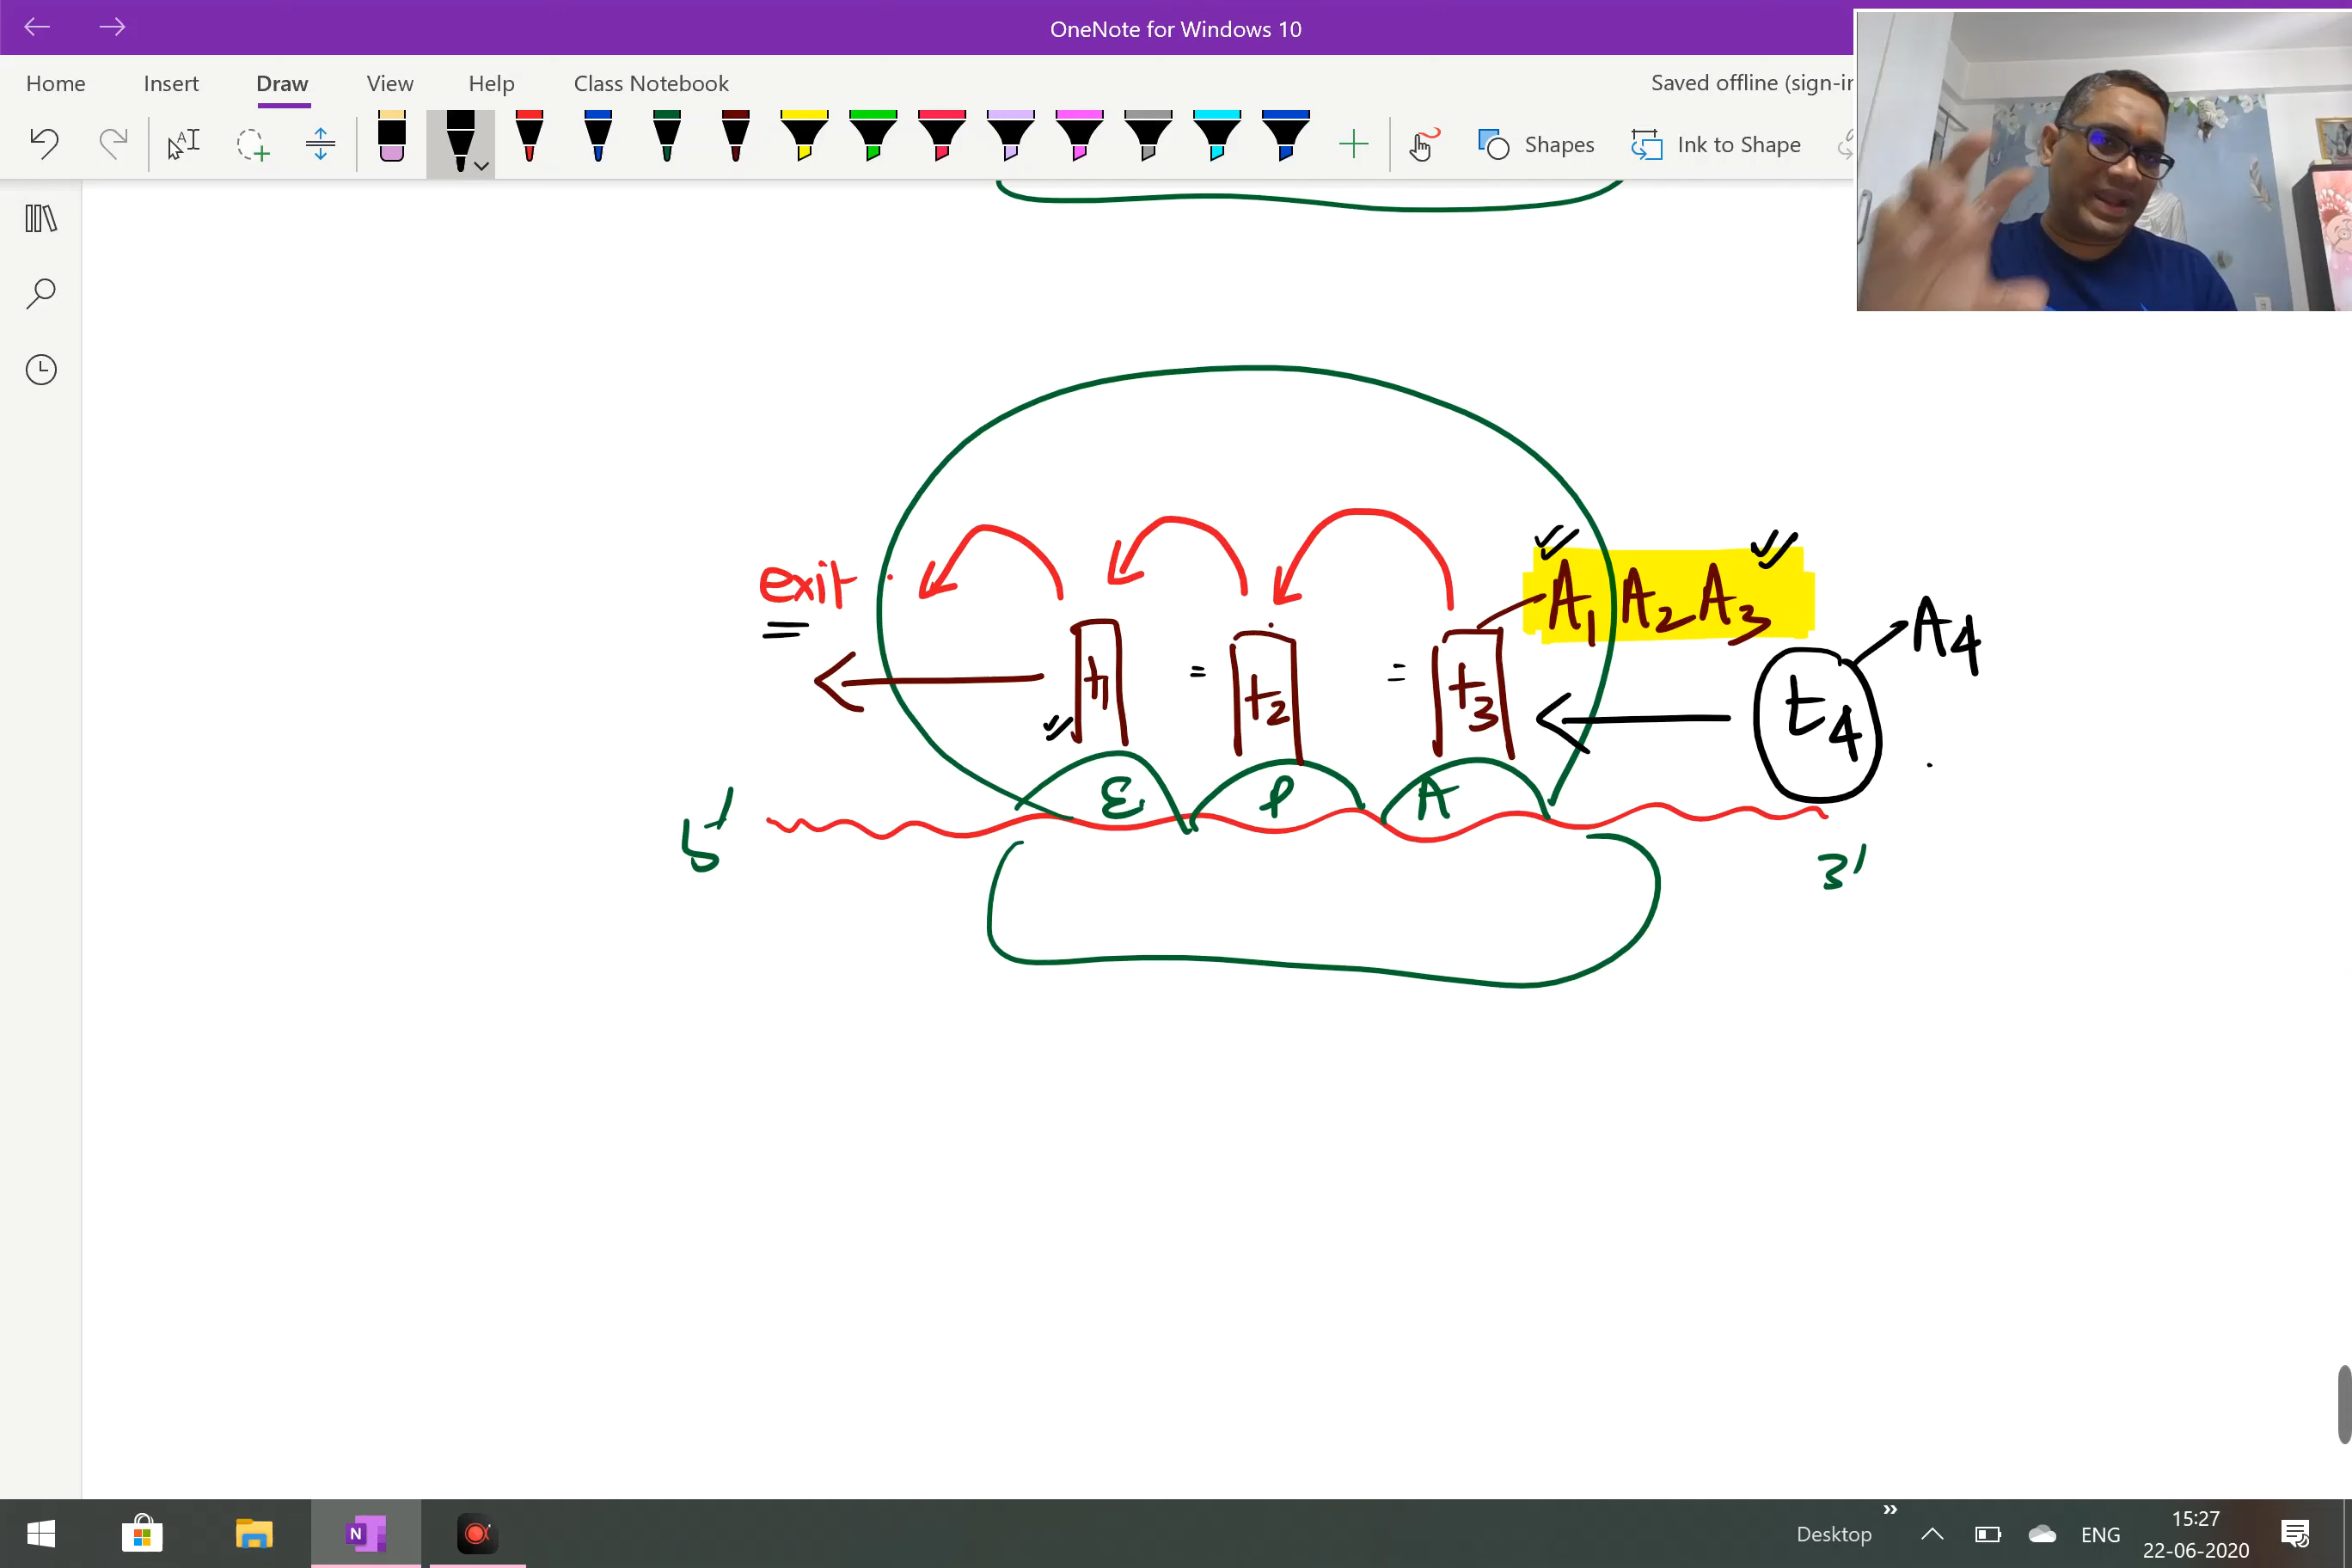 OneNote for Windows 10
Home Insert Draw View Help Class Notebook Saved offline (sign-in
Shapes Ink to Shape
exit
A1 A2 A3
A4
t1 = t2 = t3 t4
E P A
5' 3'
N
Desktop ENG 15:27
22-06-2020